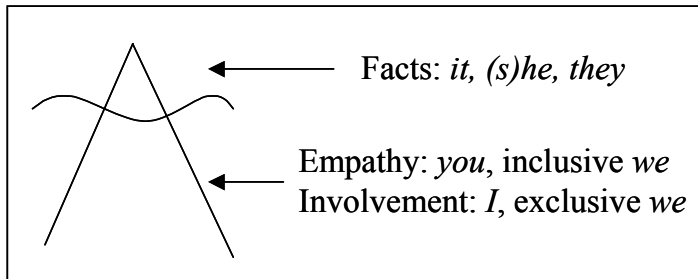 Facts: it, (s)he, they
Empathy: you, inclusive we
Involvement: I, exclusive we